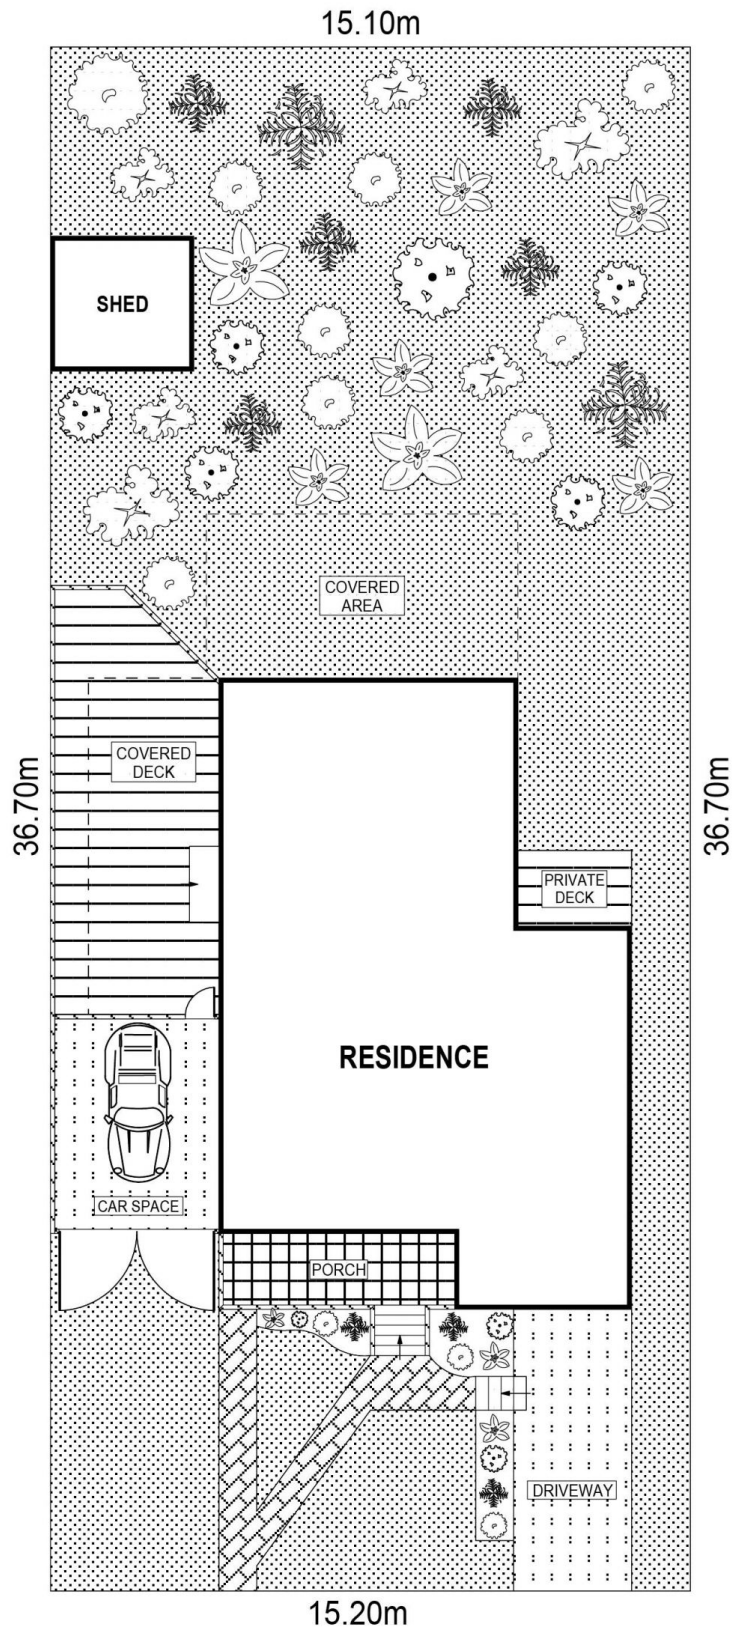 15.10m
SHED
COVERED
AREA
COVERED
DECK
36.70m
36.70m
PRIVATE
DECK
RESIDENCE
CAR SPACE
PORCH
DRIVEWAY
15.20m